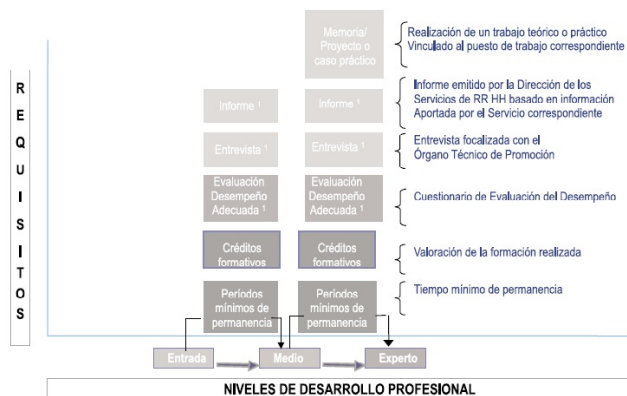 Memoria/
Proyecto o
caso práctico
Realización de un trabajo teórico o práctico
Vinculado al puesto de trabajo correspondiente
REQUISITOS
Informe ¹
Informe ¹
Informe emitido por la Dirección de los
Servicios de RR HH basado en información
Aportada por el Servicio correspondiente
Entrevista ¹
Entrevista ¹
Entrevista focalizada con el
Órgano Técnico de Promoción
Evaluación
Desempeño
Adecuada ¹
Evaluación
Desempeño
Adecuada ¹
Cuestionario de Evaluación del Desempeño
Créditos
formativos
Créditos
formativos
Valoración de la formación realizada
Períodos
mínimos de
permanencia
Períodos
mínimos de
permanencia
Tiempo mínimo de permanencia
Entrada
Medio
Experto
NIVELES DE DESARROLLO PROFESIONAL